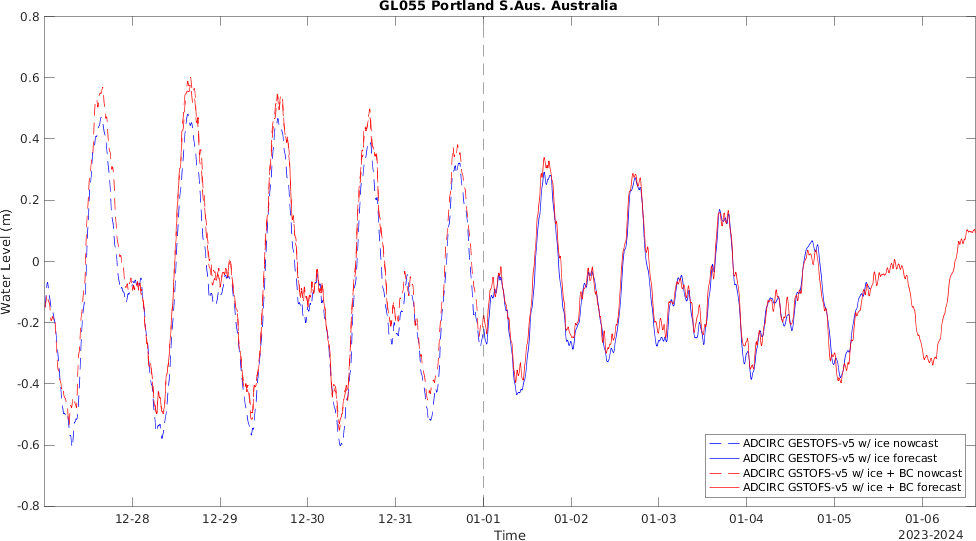 GL055 Portland S.Aus. Australia
0.8
0.6
0.4
0.2
0
-0.2
-0.4
-0.6
-0.8
Water Level (m)
ADCIRC GESTOFS-v5 w/ ice nowcast
ADCIRC GESTOFS-v5 w/ ice forecast
ADCIRC GSTOFS-v5 w/ ice + BC nowcast
ADCIRC GSTOFS-v5 w/ ice + BC forecast
12-28 12-29 12-30 12-31 01-01 01-02 01-03 01-04 01-05 01-06
Time
2023-2024